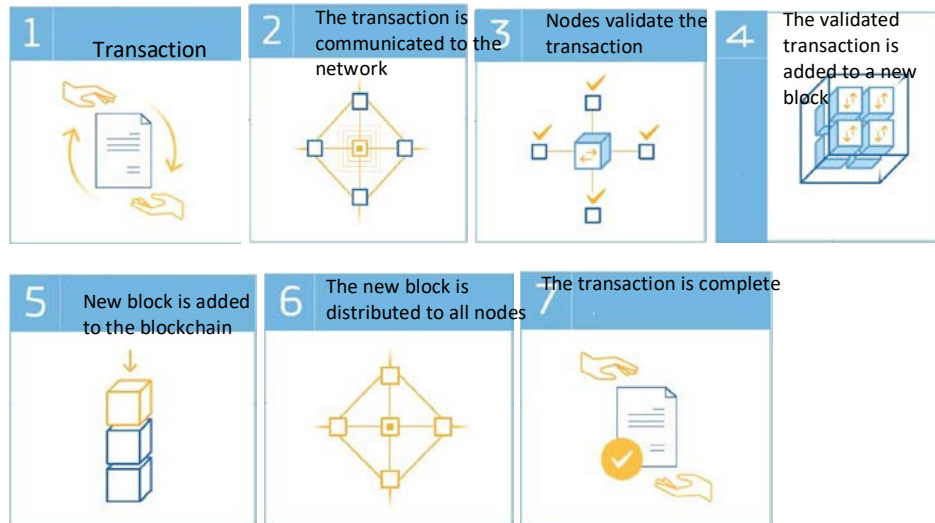 1
Transaction
2
The transaction is
communicated to the
network
3
Nodes validate the
transaction
4
The validated
transaction is
added to a new
block
5
New block is added
to the blockchain
6
The new block is
distributed to all nodes
7
The transaction is complete